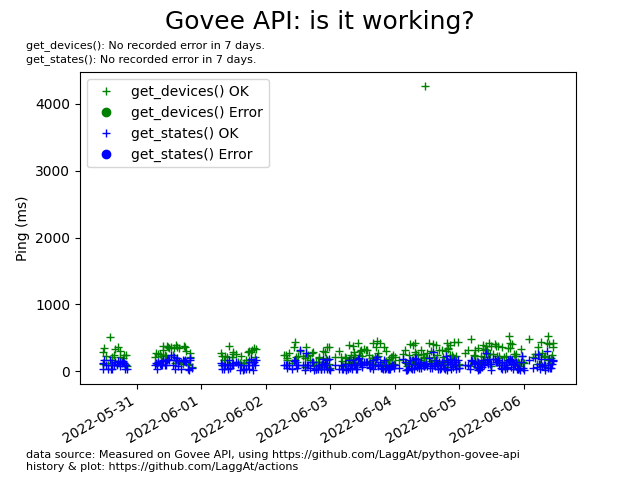 Govee API: is it working?
get_devices(): No recorded error in 7 days.
get_states(): No recorded error in 7 days.
get_devices() OK
get_devices() Error
get_states() OK
get_states() Error
Ping (ms)
4000
3000
2000
1000
0
2022-05-31
2022-06-01
2022-06-02
2022-06-03
2022-06-04
2022-06-05
2022-06-06
data source: Measured on Govee API, using https://github.com/LaggAt/python-govee-api
history & plot: https://github.com/LaggAt/actions